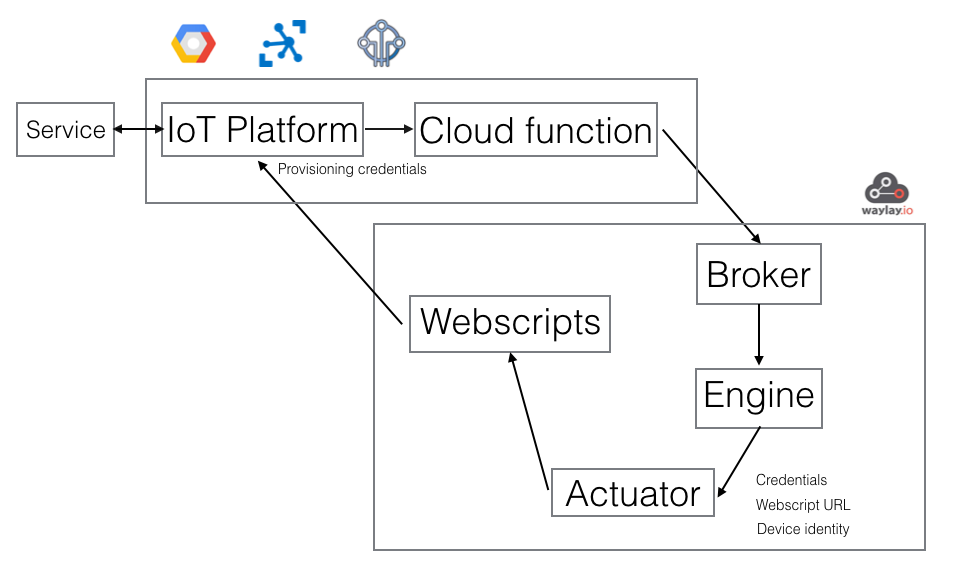 Service
IoT Platform
Cloud function
Provisioning credentials
waylay.io
Broker
Webscripts
Engine
Actuator
Credentials
Webscript URL
Device identity